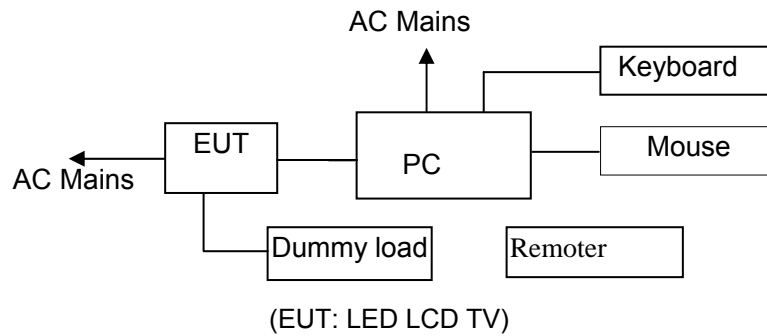 AC Mains
Keyboard
EUT
PC
Mouse
AC Mains
Dummy load
Remoter
(EUT: LED LCD TV)